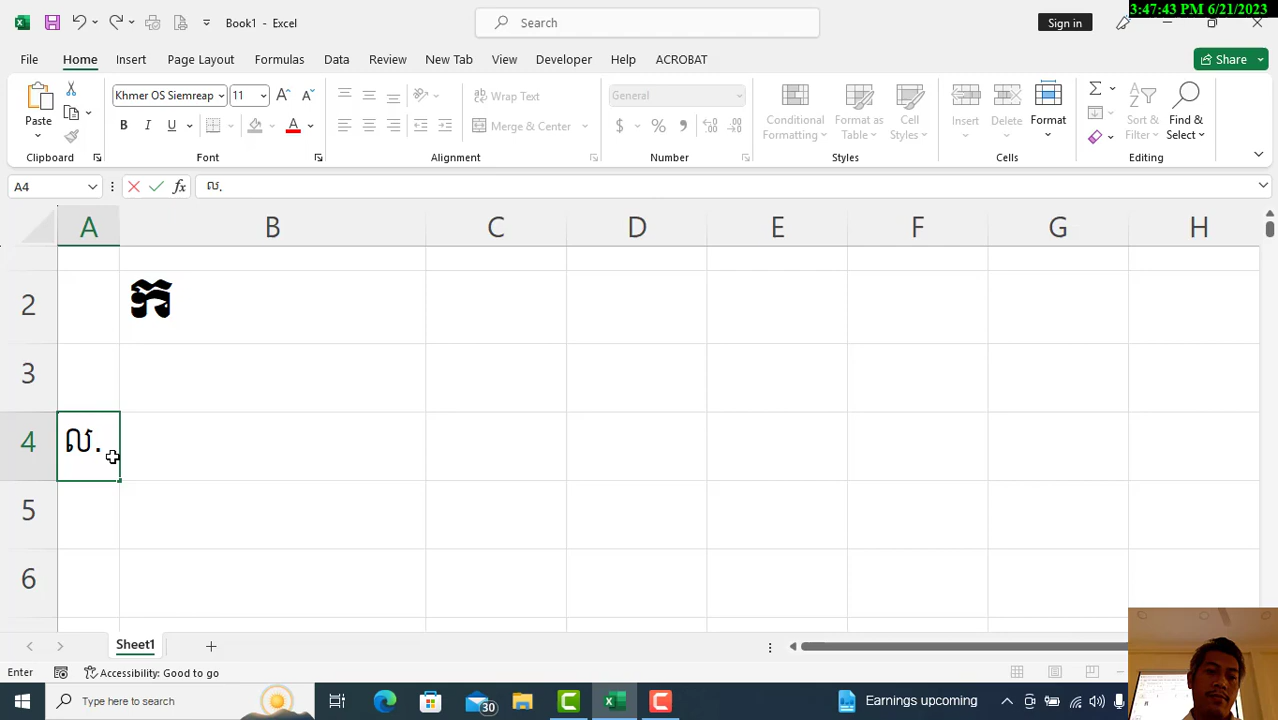 3:47:43 PM 6/21/2023
Book1 - Excel
Search
Sign in
File Home Insert Page Layout Formulas Data Review New Tab View Developer Help ACROBAT
Share
Paste
Khmer OS Siemreap 11
B I U
A A
A
Wrap Text
Merge & Center
General
$ % ,
Conditional Formatting
Format as Table
Cell Styles
Insert
Delete
Format
Sort & Filter
Find & Select
Clipboard
Font
Alignment
Number
Styles
Cells
Editing
A4
fx
ល.
A B C D E F G H
2
3
4 ល.
5
6
Sheet1
Enter
Accessibility: Good to go
Type here to search
30
Earnings upcoming